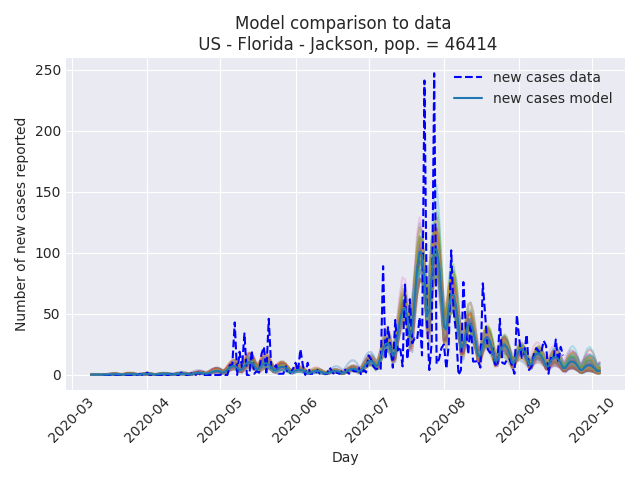 Model comparison to data
US - Florida - Jackson, pop. = 46414
new cases data
new cases model
Number of new cases reported
250
200
150
100
50
0
2020-03
2020-04
2020-05
2020-06
2020-07
2020-08
2020-09
2020-10
Day